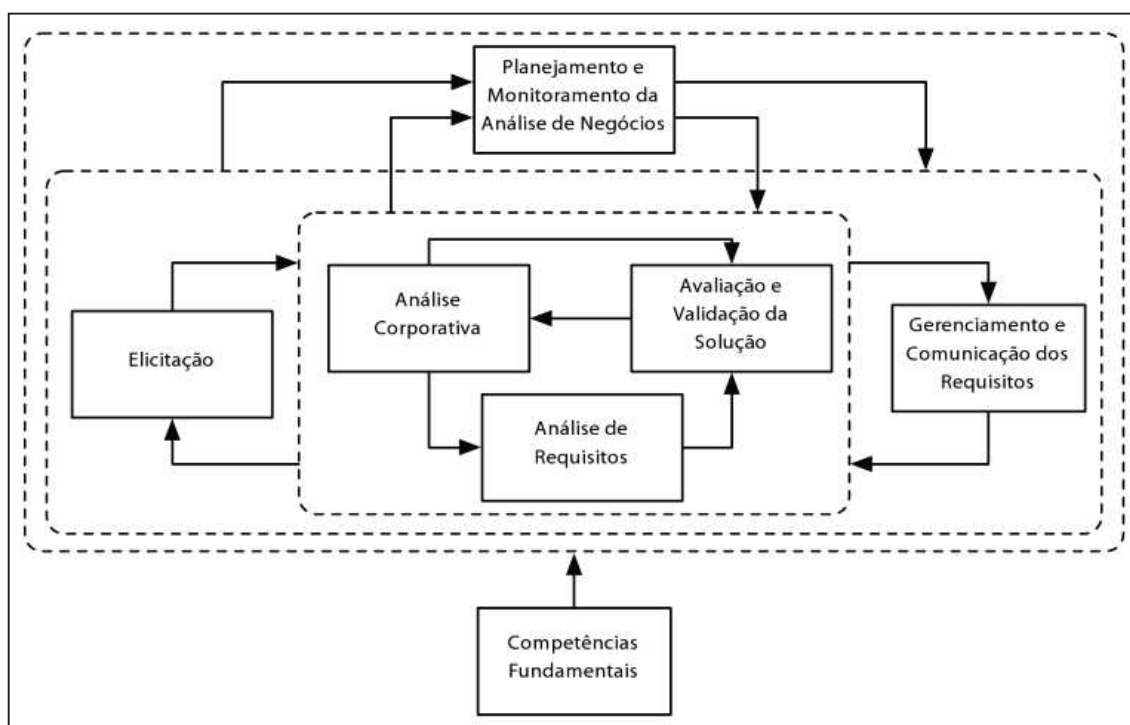 Planejamento e
Monitoramento da
Análise de Negócios
Análise
Corporativa
Avaliação e
Validação da
Solução
Elicitação
Gerenciamento e
Comunicação dos
Requisitos
Análise de
Requisitos
Competências
Fundamentais